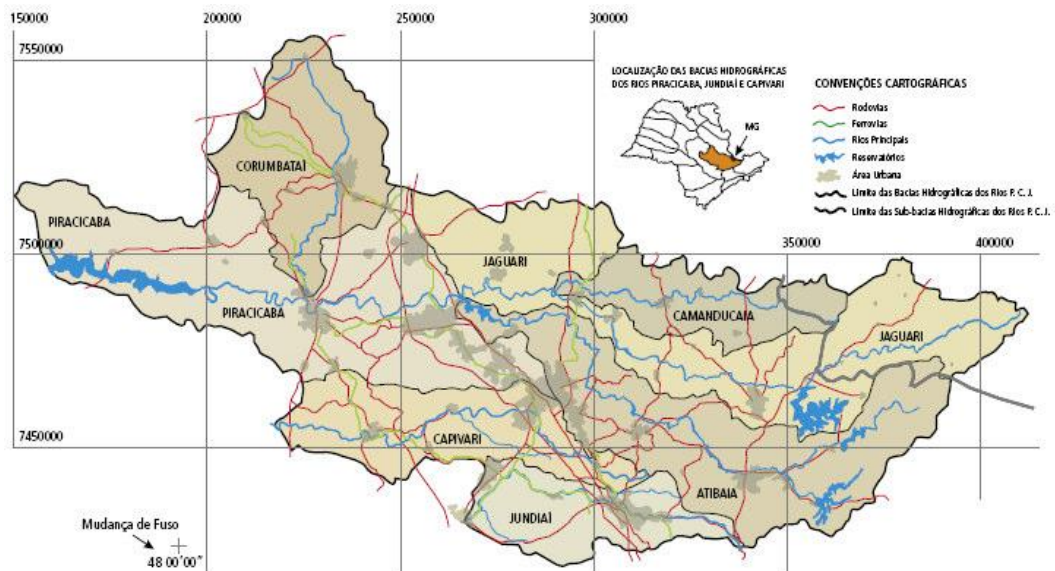 150000
200000
250000
300000
7550000
LOCALIZAÇÃO DAS BACIAS HIDROGRÁFICAS
DOS RIOS PIRACICABA, JUNDIAÍ E CAPIVARI
MG
CONVENÇÕES CARTOGRÁFICAS
Rodovias
Ferrovias
Rios Principais
Reservatórios
Área Urbana
Limite das Bacias Hidrográficas dos Rios P. C. J.
Limite das Sub-bacias Hidrográficas dos Rios P. C. J.
CORUMBATAÍ
PIRACICABA
7500000
350000
400000
JAGUARI
PIRACICABA
CAMANDUCAIA
JAGUARI
7450000
CAPIVARI
ATIBAIA
JUNDIAÍ
Mudança de Fuso
48 00'00"